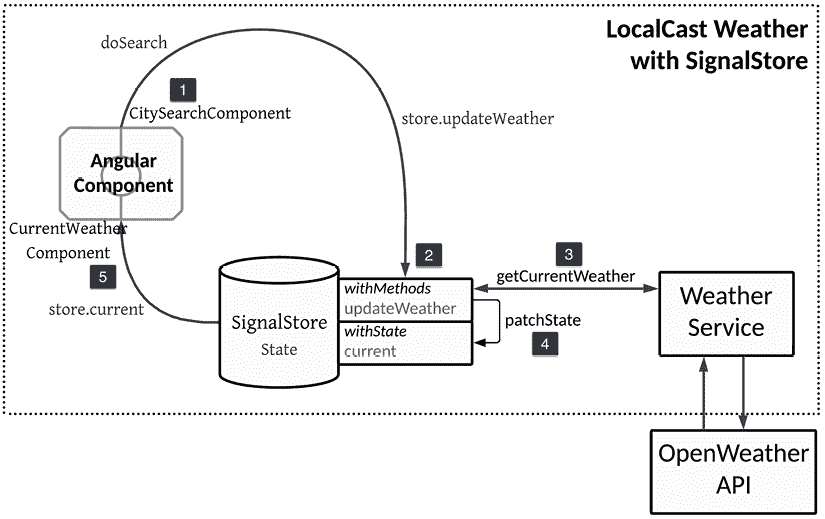 LocalCast Weather
with SignalStore
doSearch
1
CitySearchComponent
store.updateWeather
Angular
Component
CurrentWeather
Component
5
store.current
2
3
getCurrentWeather
withMethods
updateWeather
withState
current
SignalStore
State
patchState
4
Weather
Service
OpenWeather
API